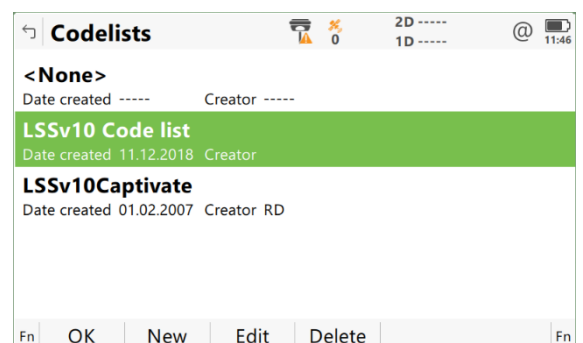 Codelists 0 2D ----- 1D ----- @ 11:46
<None>
Date created ----- Creator -----
LSSv10 Code list
Date created 11.12.2018 Creator
LSSv10Captivate
Date created 01.02.2007 Creator RD
Fn OK New Edit Delete Fn